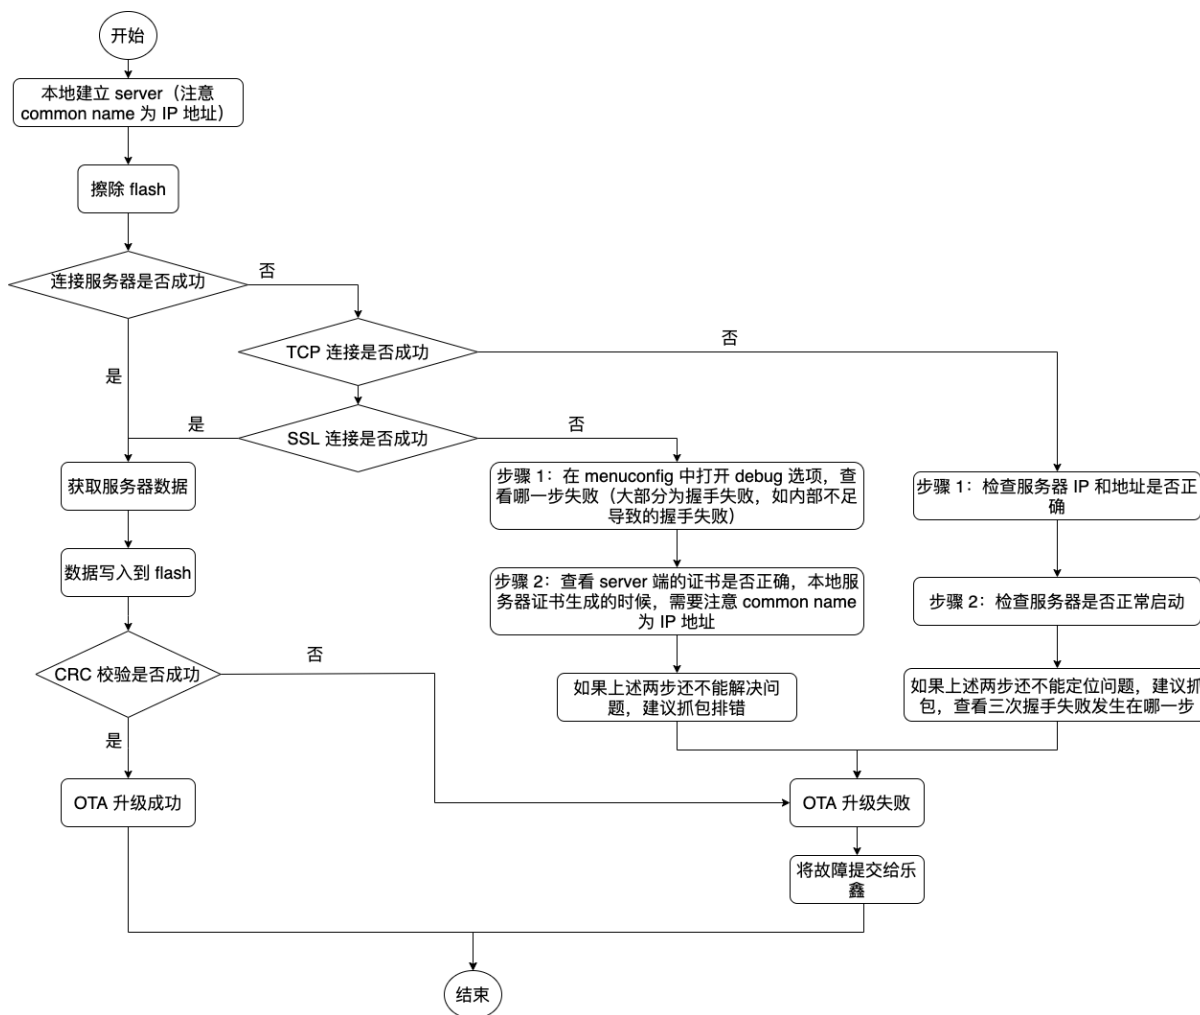 开始
本地建立 server（注意
common name 为 IP 地址）
擦除 flash
连接服务器是否成功
否
TCP 连接是否成功
否
是
SSL 连接是否成功
是
否
获取服务器数据
步骤 1：在 menuconfig 中打开 debug 选项，查
看哪一步失败（大部分为握手失败，如内部不足
导致的握手失败）
步骤 1：检查服务器 IP 和地址是否正
确
数据写入到 flash
步骤 2：查看 server 端的证书是否正确，本地服
务器证书生成的时候，需要注意 common name
为 IP 地址
步骤 2：检查服务器是否正常启动
CRC 校验是否成功
否
如果上述两步还不能解决问
题，建议抓包排错
如果上述两步还不能定位问题，建议抓
包，查看三次握手失败发生在哪一步
是
OTA 升级成功
OTA 升级失败
将故障提交给乐
鑫
结束